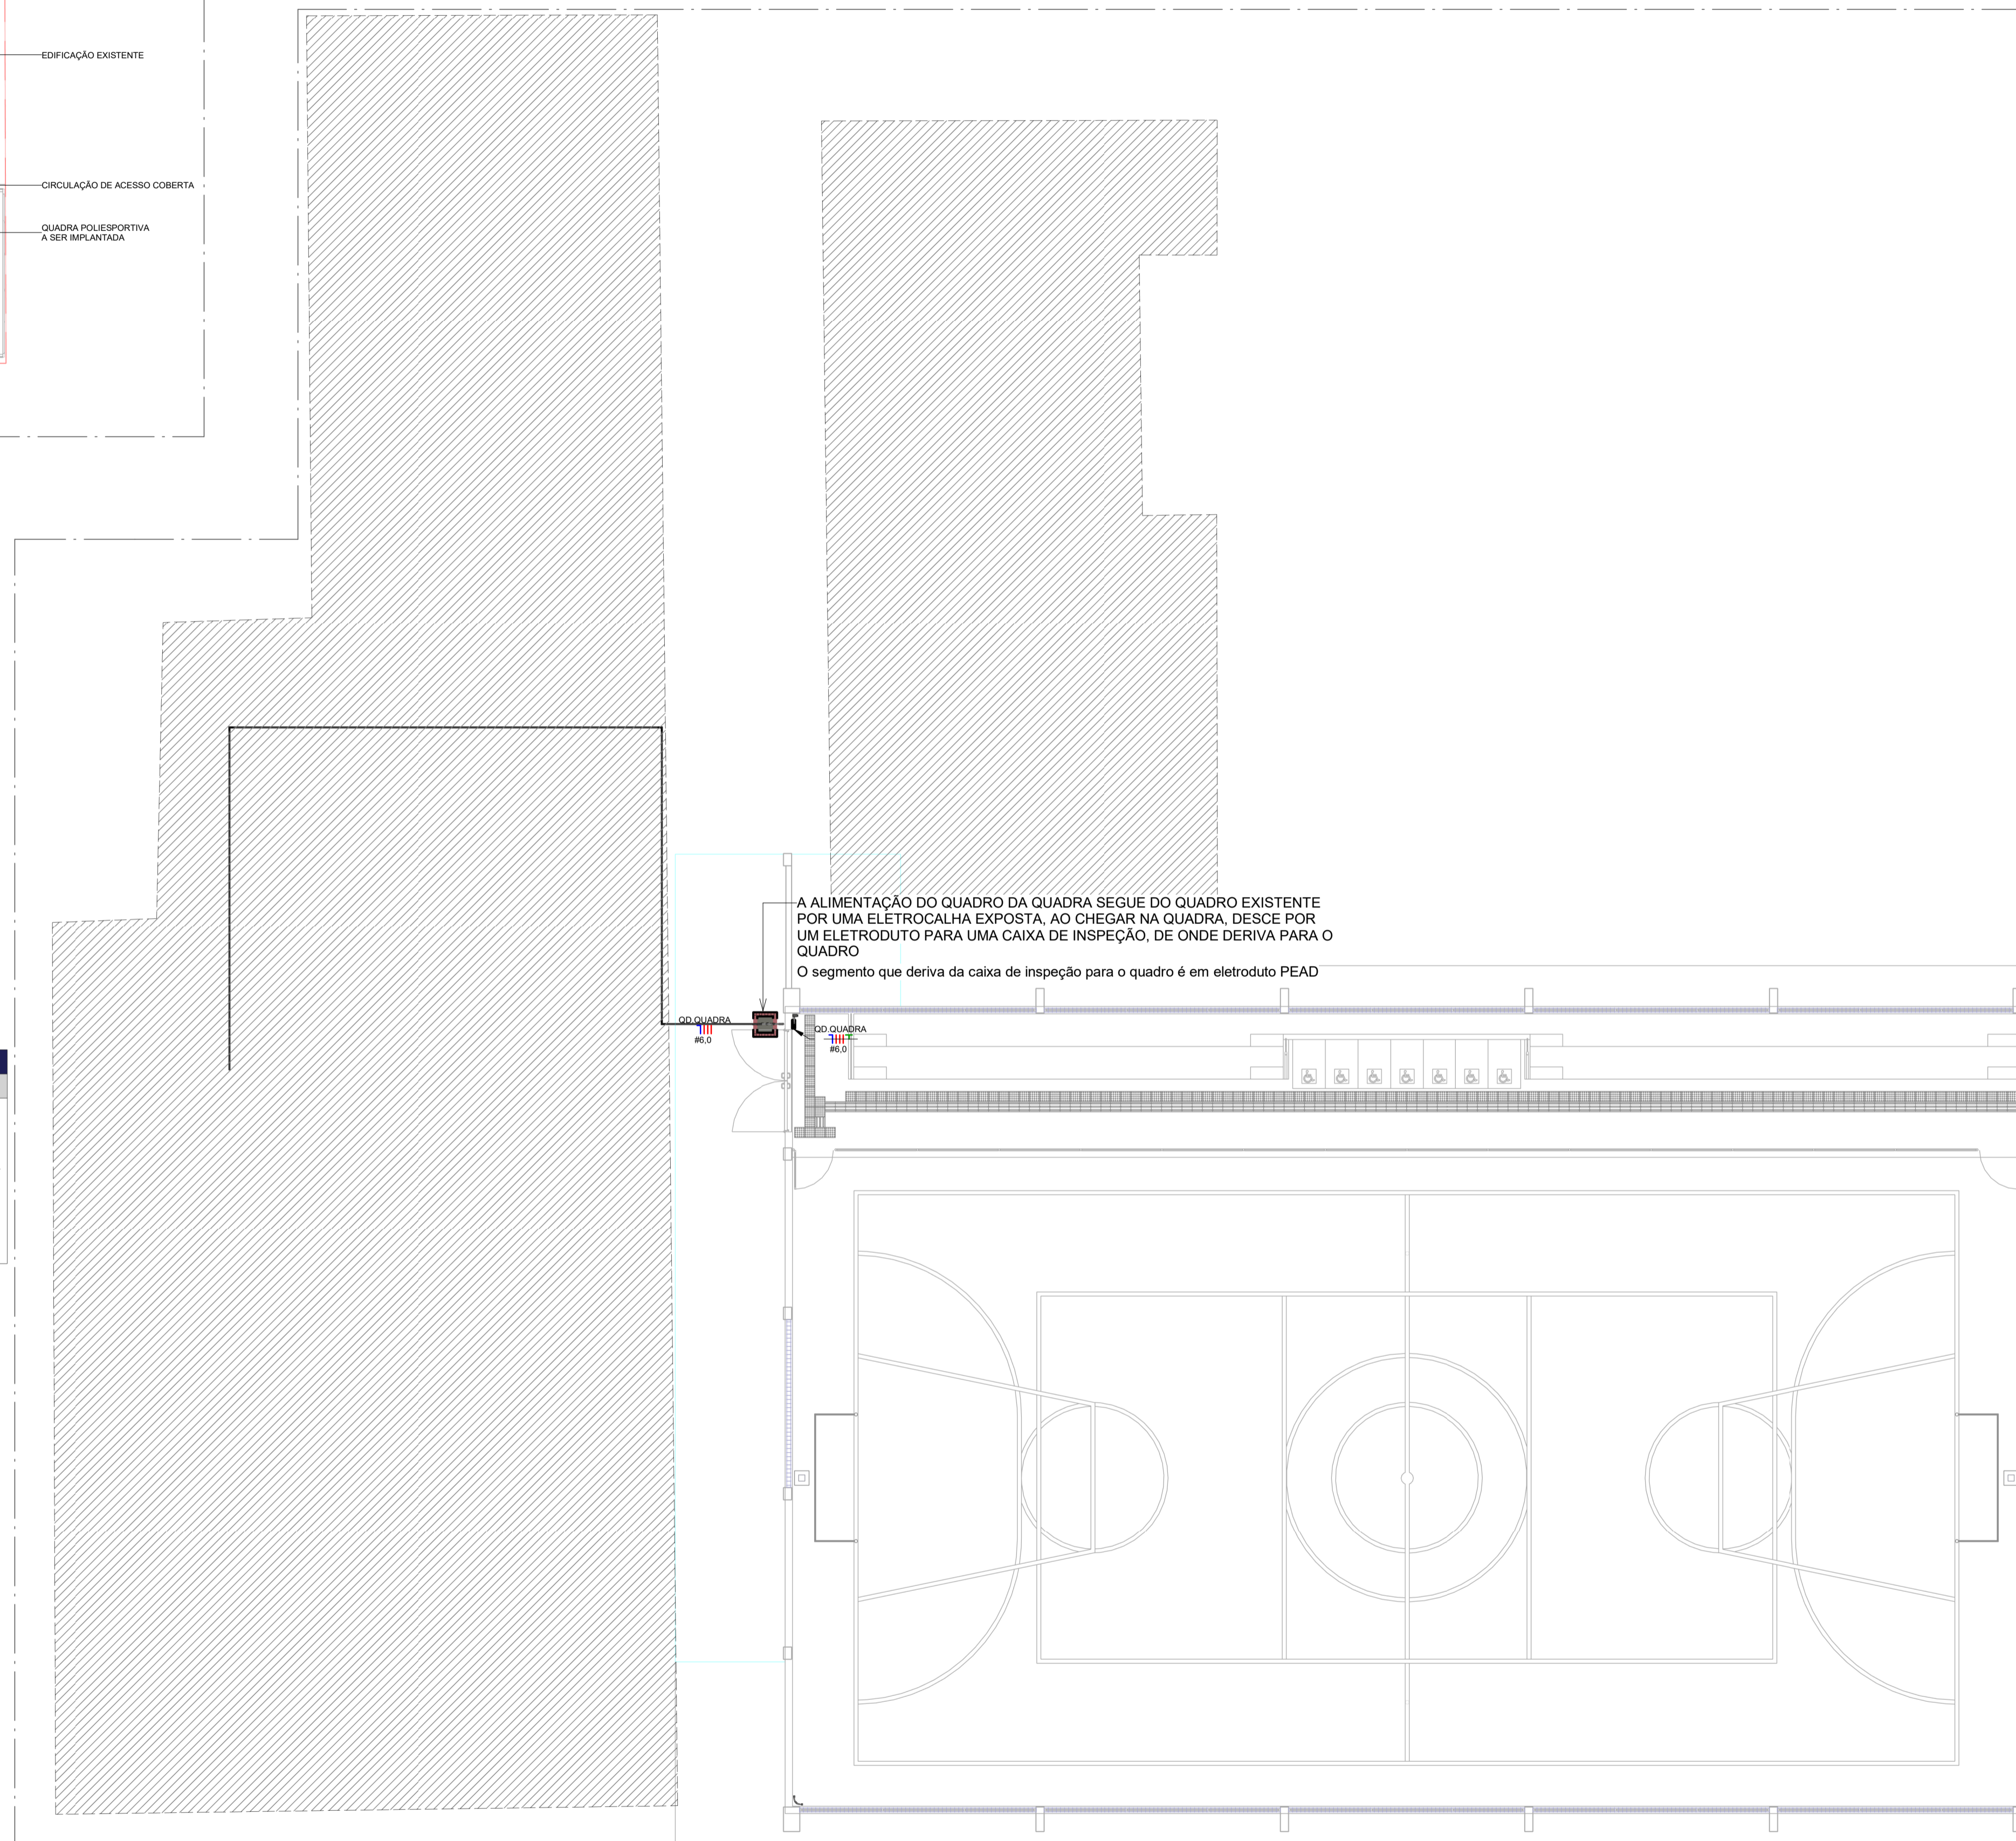 EDIFICAÇÃO EXISTENTE
CIRCULAÇÃO DE ACESSO COBERTA
QUADRA POLIESPORTIVA
A SER IMPLANTADA
A ALIMENTAÇÃO DO QUADRO DA QUADRA SEGUE DO QUADRO EXISTENTE
POR UMA ELETROCALHA EXPOSTA, AO CHEGAR NA QUADRA, DESCE POR
UM ELETRODUTO PARA UMA CAIXA DE INSPEÇÃO, DE ONDE DERIVA PARA O
QUADRO
O segmento que deriva da caixa de inspeção para o quadro é em eletroduto PEAD
QD.QUADRA
#6,0
QD.QUADRA
#6,0